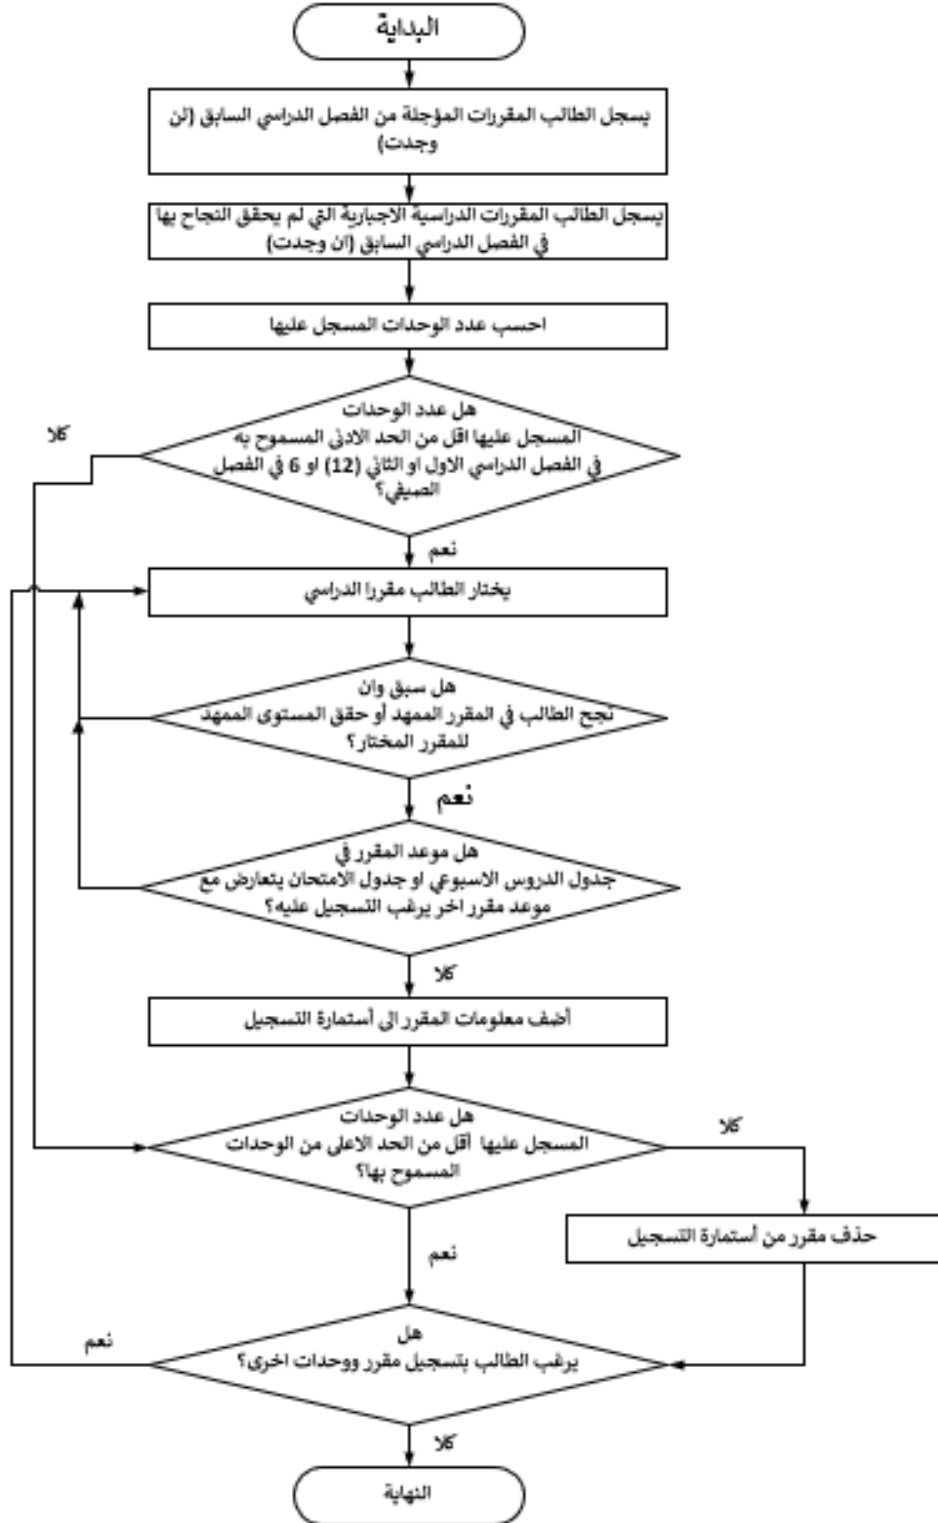 البداية
يسجل الطالب المقررات المؤجلة من الفصل الدراسي السابق (لن
وجدت)
يسجل الطالب المقررات الدراسية الاجبارية التي لم يحقق النجاح بها
في الفصل الدراسي السابق (ان وجدت)
احسب عدد الوحدات المسجل عليها
هل عدد الوحدات
المسجل عليها اقل من الحد الادنى المسموح به
في الفصل الدراسي الاول او الثاني (12) او 6 في الفصل
الصيفي؟
كلا
نعم
يختار الطالب مقررا الدراسي
هل سبق وان
نجح الطالب في المقرر الممهد أو حقق المستوى الممهد
للمقرر المختار؟
نعم
هل موعد المقرر في
جدول الدروس الاسبوعي او جدول الامتحان يتعارض مع
موعد مقرر اخر يرغب التسجيل عليه؟
كلا
أضف معلومات المقرر الى أستمارة التسجيل
هل عدد الوحدات
المسجل عليها أقل من الحد الاعلى من الوحدات
المسموح بها؟
كلا
حذف مقرر من أستمارة التسجيل
نعم
هل
يرغب الطالب بتسجيل مقرر ووحدات اخرى؟
نعم
كلا
النهاية